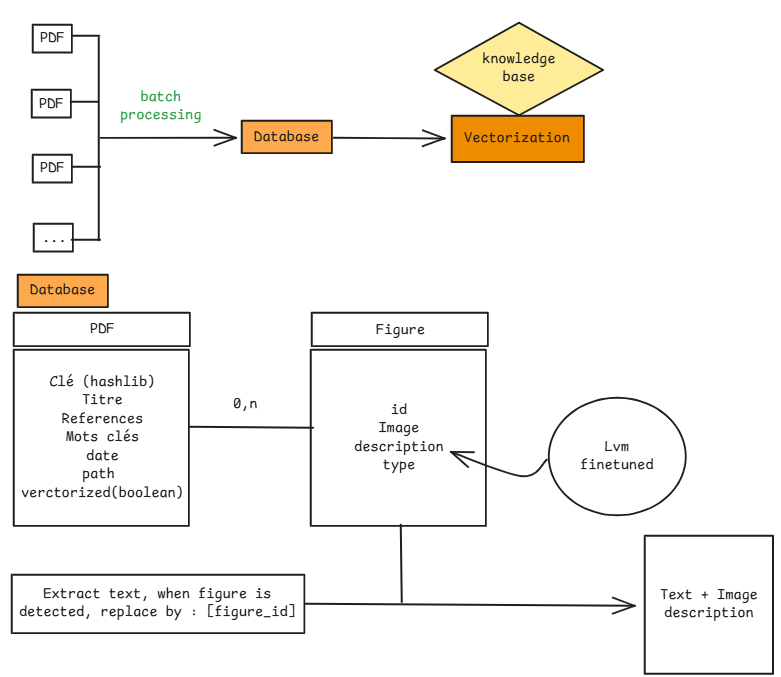 PDF
PDF
PDF
...
batch
processing
Database
knowledge
base
Vectorization
Database
PDF
Clé (hashlib)
Titre
References
Mots clés
date
path
verctorized(boolean)
0,n
Figure
id
Image
description
type
Lvm
finetuned
Extract text, when figure is
detected, replace by : [figure_id]
Text + Image
description